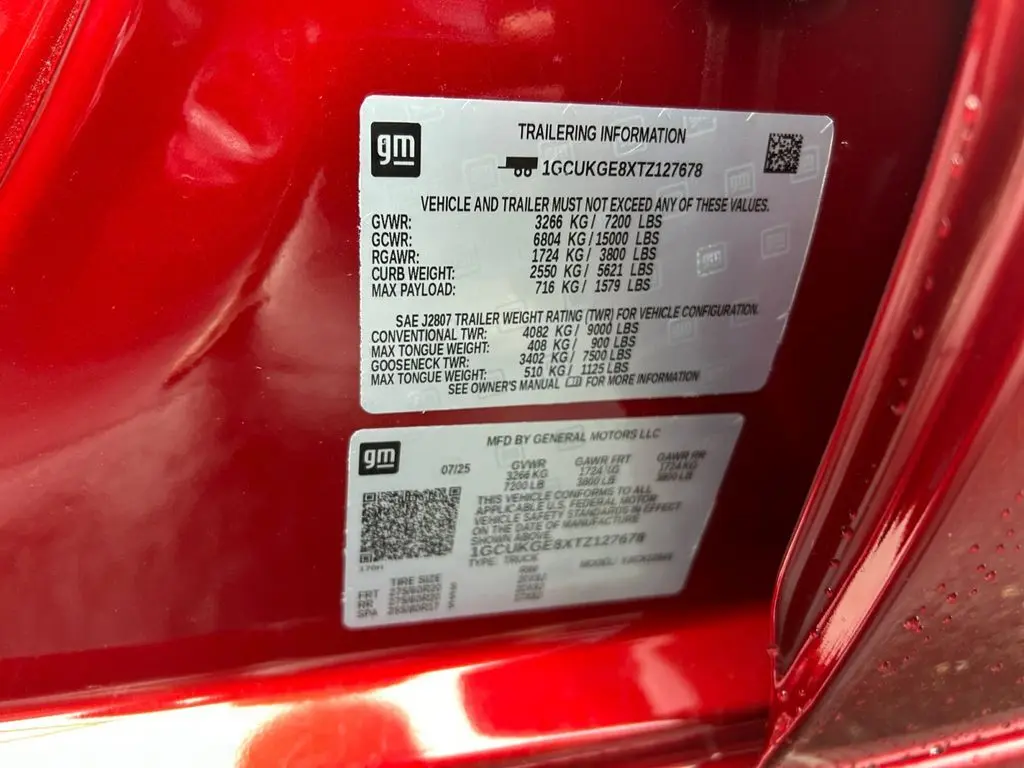 gm
TRAILERING INFORMATION
1GCUKGE8XTZ127678
VEHICLE AND TRAILER MUST NOT EXCEED ANY OF THESE VALUES.
GVWR: 3266 KG / 7200 LBS
GCWR: 6804 KG / 15000 LBS
RGAWR: 1724 KG / 3800 LBS
CURB WEIGHT: 2550 KG / 5621 LBS
MAX PAYLOAD: 716 KG / 1579 LBS
SAE J2807 TRAILER WEIGHT RATING (TWR) FOR VEHICLE CONFIGURATION.
CONVENTIONAL TWR: 4082 KG / 9000 LBS
MAX TONGUE WEIGHT: 408 KG / 900 LBS
GOOSENECK TWR: 3402 KG / 7500 LBS
MAX TONGUE WEIGHT: 510 KG / 1125 LBS
SEE OWNER'S MANUAL FOR MORE INFORMATION
gm
MFD BY GENERAL MOTORS LLC
07/25 GVWR GAWR FRT GAWR RR
3266 KG 1724 KG 1724 KG
7200 LB 3800 LB 3800 LB
THIS VEHICLE CONFORMS TO ALL
APPLICABLE U.S. FEDERAL MOTOR
VEHICLE SAFETY STANDARDS IN EFFECT
ON THE DATE OF MANUFACTURE
SHOWN ABOVE.
1GCUKGE8XTZ127678
TYPE: TRUCK MODEL:
TIRE SIZE
FRT 275/60R20
RR 275/60R20
SPA